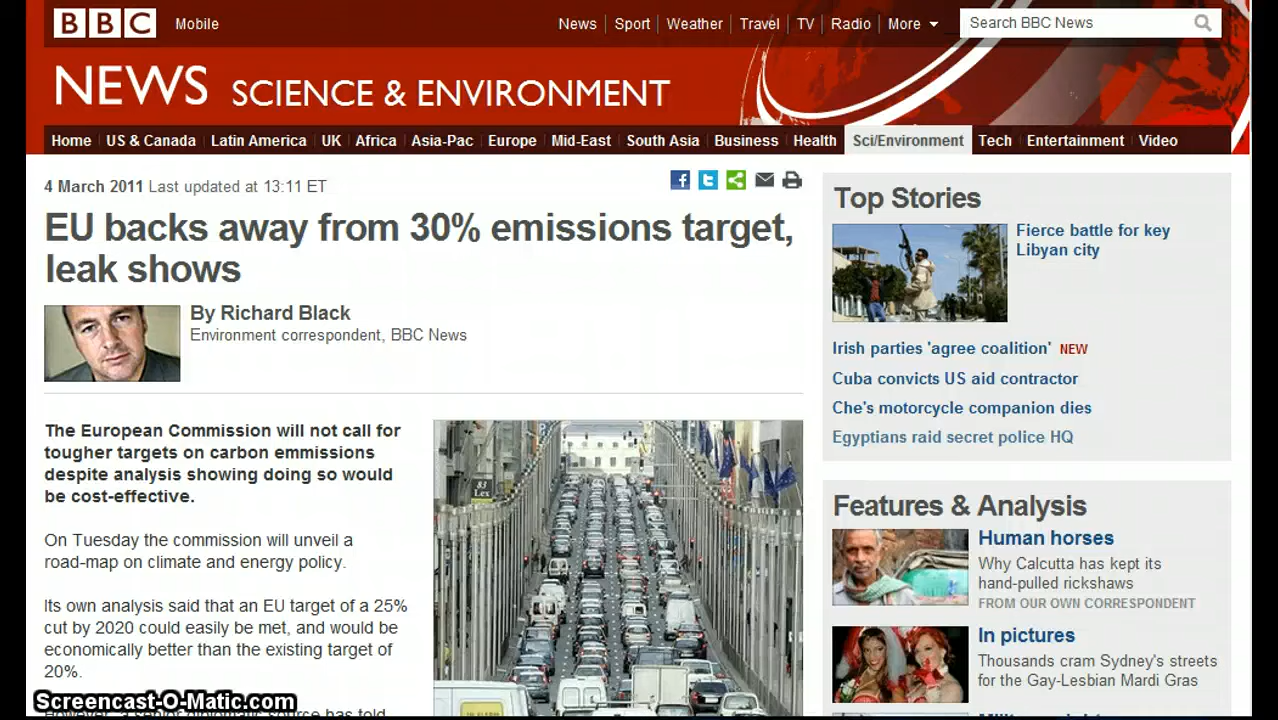 BBC Mobile News Sport Weather Travel TV Radio More Search BBC News
NEWS SCIENCE & ENVIRONMENT
Home US & Canada Latin America UK Africa Asia-Pac Europe Mid-East South Asia Business Health Sci/Environment Tech Entertainment Video
4 March 2011 Last updated at 13:11 ET
EU backs away from 30% emissions target,
leak shows
By Richard Black
Environment correspondent, BBC News
The European Commission will not call for
tougher targets on carbon emmissions
despite analysis showing doing so would
be cost-effective.
On Tuesday the commission will unveil a
road-map on climate and energy policy.
Its own analysis said that an EU target of a 25%
cut by 2020 could easily be met, and would be
economically better than the existing target of
20%.
83
Lex
Top Stories
Fierce battle for key
Libyan city
Irish parties 'agree coalition' NEW
Cuba convicts US aid contractor
Che's motorcycle companion dies
Egyptians raid secret police HQ
Features & Analysis
Human horses
Why Calcutta has kept its
hand-pulled rickshaws
FROM OUR OWN CORRESPONDENT
In pictures
Thousands cram Sydney's streets
for the Gay-Lesbian Mardi Gras
Screencast-O-Matic.com